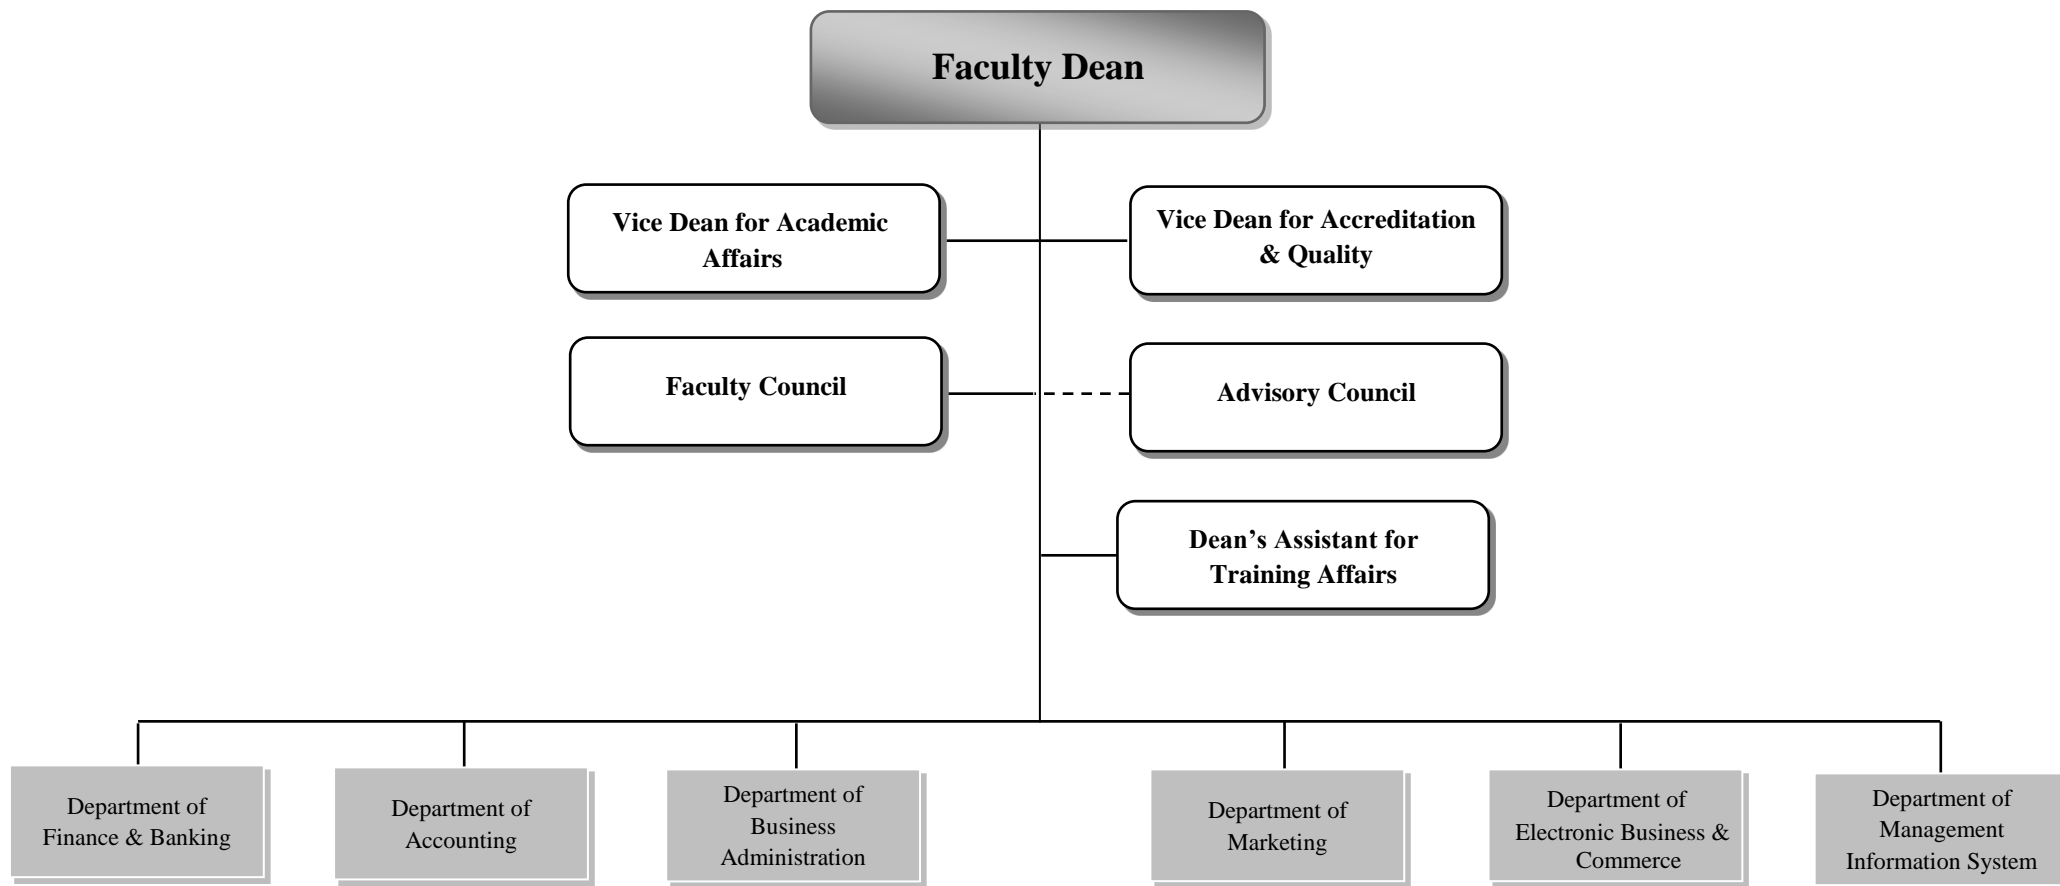 Faculty Dean
Vice Dean for Academic
Affairs
Vice Dean for Accreditation
& Quality
Faculty Council
Advisory Council
Dean’s Assistant for
Training Affairs
Department of
Finance & Banking
Department of
Accounting
Department of
Business
Administration
Department of
Marketing
Department of
Electronic Business &
Commerce
Department of
Management
Information System